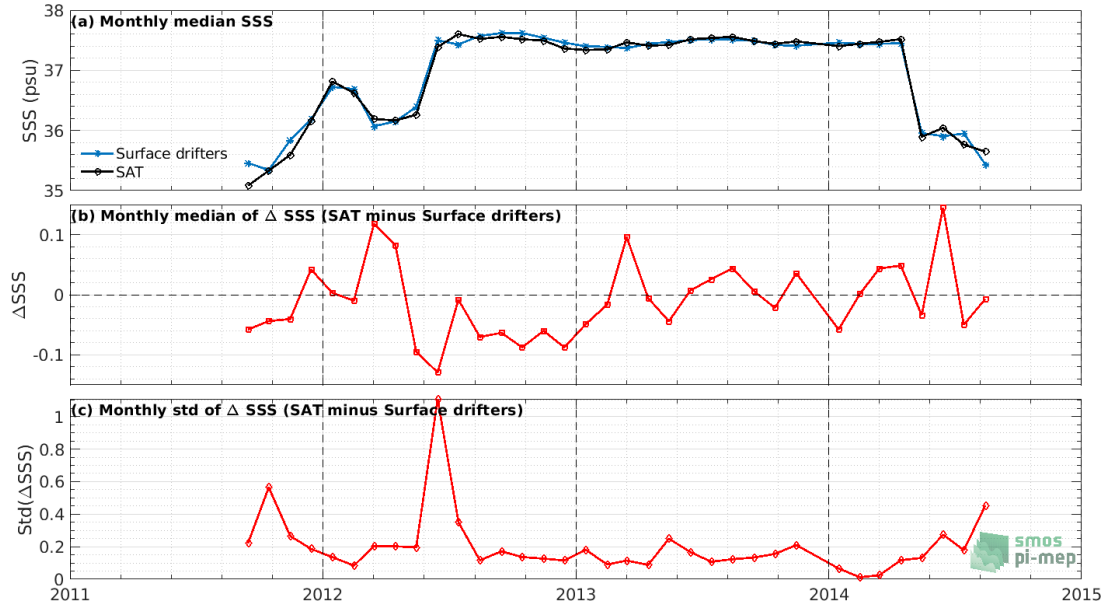 (a) Monthly median SSS
38
37
36
35
SSS (psu)
Surface drifters
SAT
(b) Monthly median of Δ SSS (SAT minus Surface drifters)
0.1
0
-0.1
ΔSSS
(c) Monthly std of Δ SSS (SAT minus Surface drifters)
1
0.8
0.6
0.4
0.2
0
Std(ΔSSS)
smos
pi-mep
2011
2012
2013
2014
2015